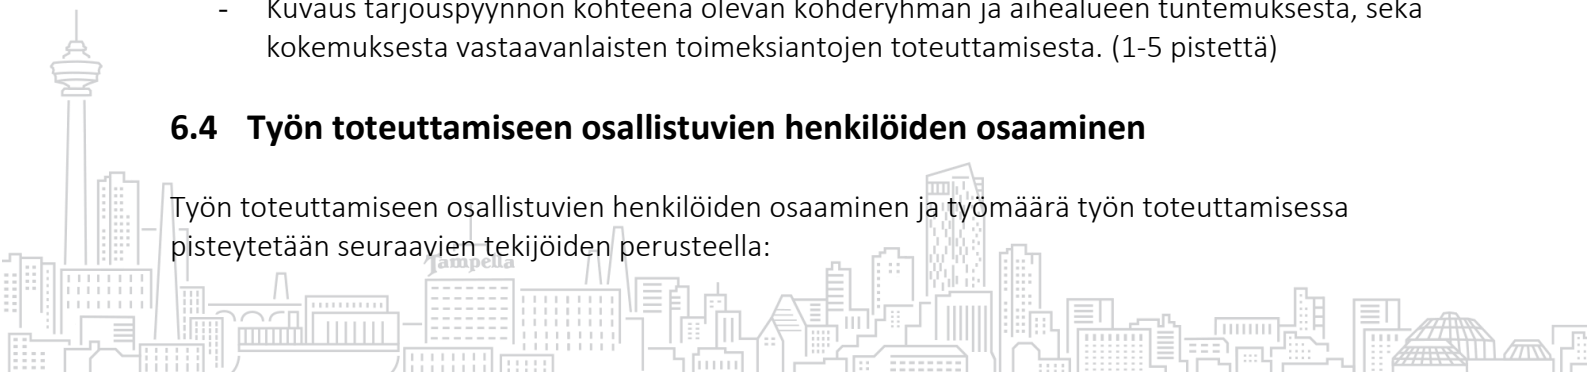 - Kuvaus tarjouspyynnön kohteena olevan kohderyhmän ja aihealueen tuntemuksesta, sekä
kokemuksesta vastaavanlaisten toimeksiantojen toteuttamisesta. (1-5 pistettä)
6.4 Työn toteuttamiseen osallistuvien henkilöiden osaaminen
Työn toteuttamiseen osallistuvien henkilöiden osaaminen ja työmäärä työn toteuttamisessa
pisteytetään seuraavien tekijöiden perusteella:
Tampella